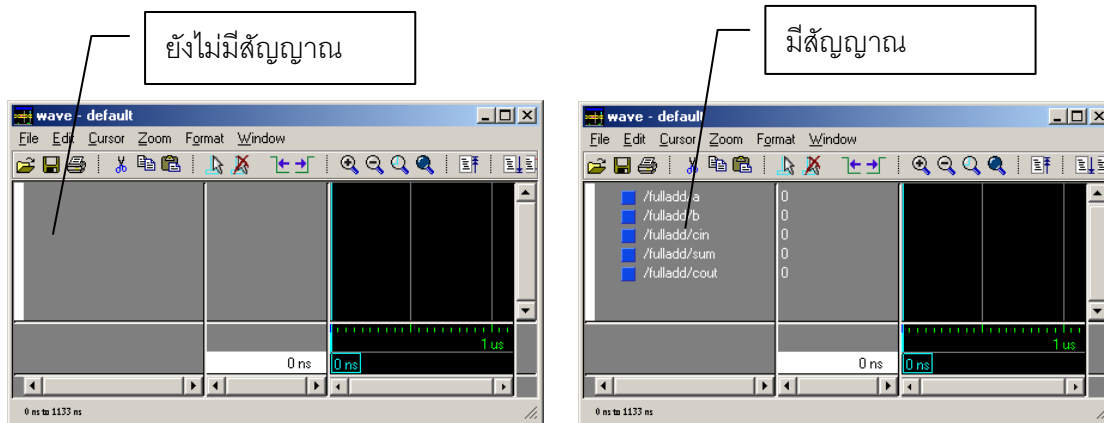 ยังไม่มีสัญญาณ
wave - default
File Edit Cursor Zoom Format Window
1 us
0 ns
0 ns
0 ns to 1133 ns
มีสัญญาณ
wave - default
File Edit Cursor Zoom Format Window
/fulladd/a 0
/fulladd/b 0
/fulladd/cin 0
/fulladd/sum 0
/fulladd/cout 0
1 us
0 ns
0 ns
0 ns to 1133 ns